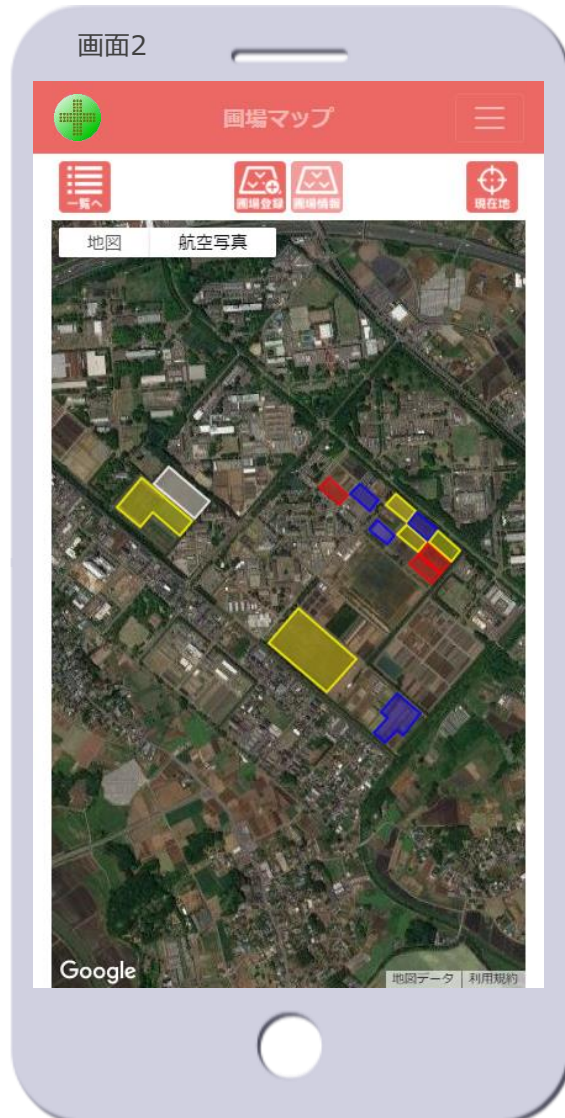 画面2
圃場マップ
一覧へ
圃場登録
圃場情報
現在地
地図 航空写真
Google
地図データ 利用規約